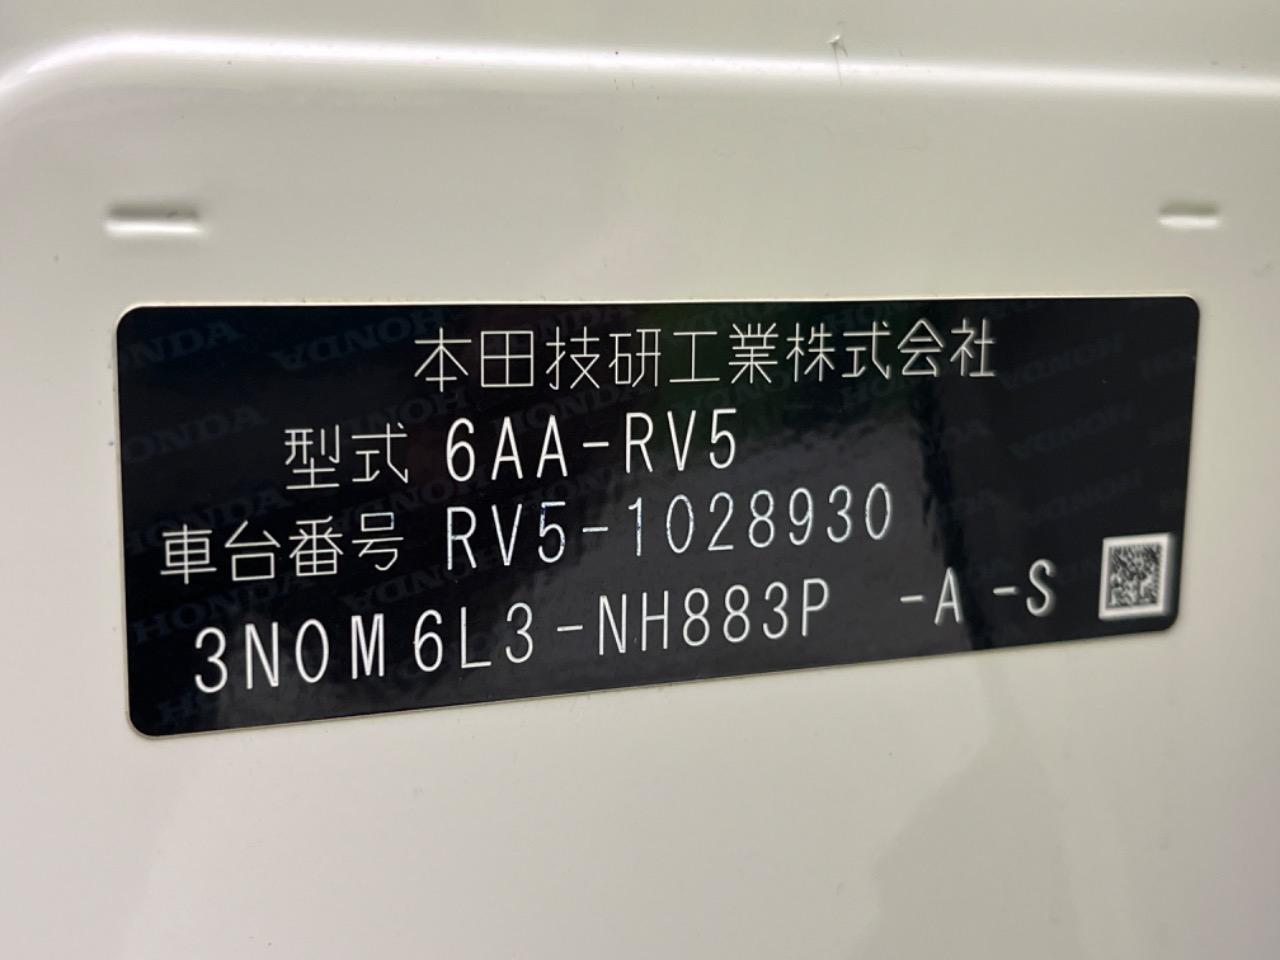 本田技研工業株式会社
型式 6AA-RV5
車台番号 RV5-1028930
3N0M6L3-NH883P -A -S